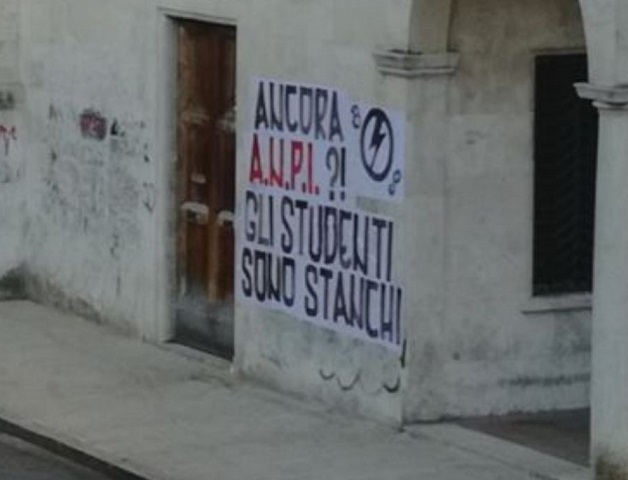 ANCORA
A.N.P.I. ?!
GLI STUDENTI
SONO STANCHI